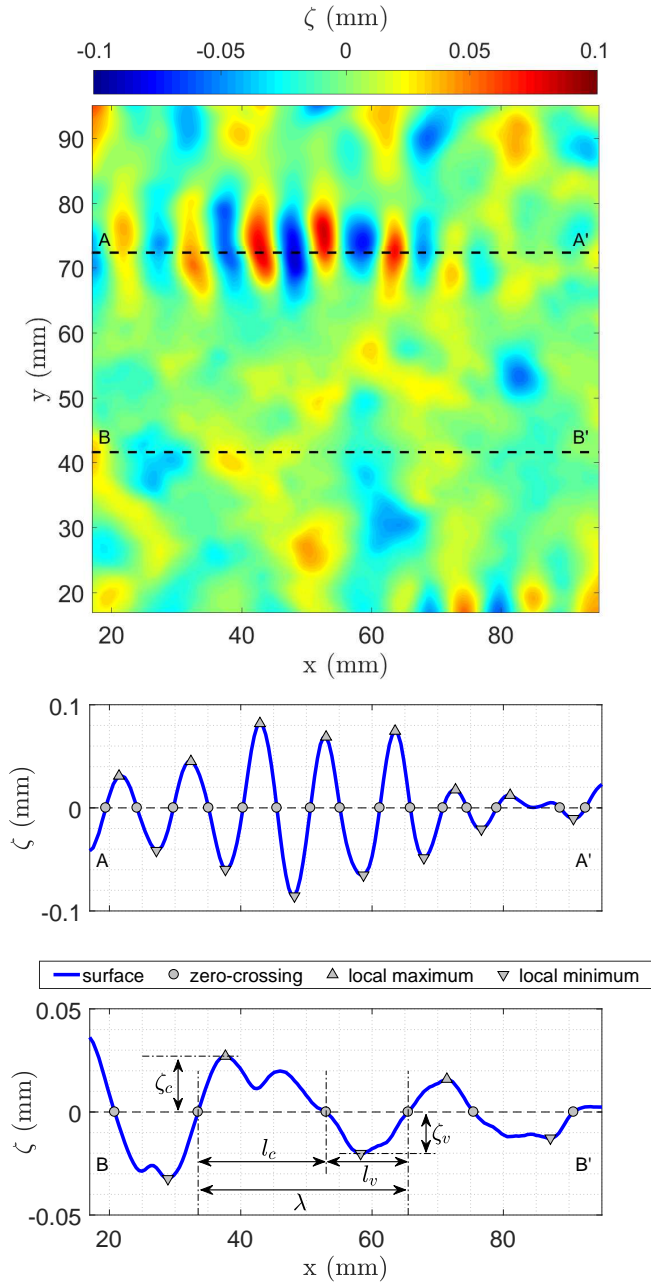 ζ (mm)
-0.1 -0.05 0 0.05 0.1
90
80
A A'
70
60
y (mm)
50
B B'
40
30
20
20 40 60 80
x (mm)
0.1
ζ (mm)
0
A A'
-0.1
surface zero-crossing local maximum local minimum
0.05
ζc
ζ (mm)
0
ζv
B lc lv B'
λ
-0.05
20 40 60 80
x (mm)